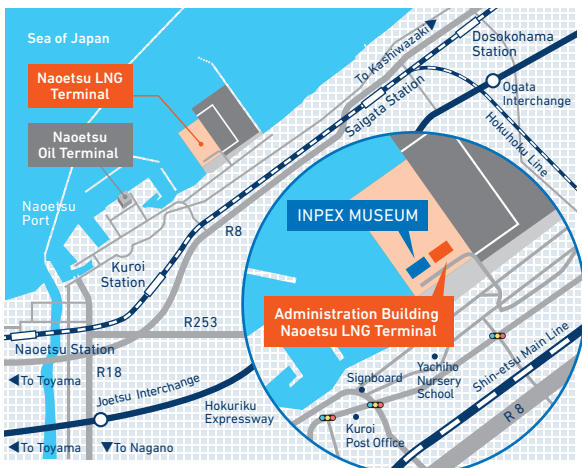 Sea of Japan
Naoetsu LNG
Terminal
Naoetsu
Oil Terminal
Naoetsu
Port
Kuroi
Station
Naoetsu Station
To Toyama
R18
Joetsu Interchange
To Toyama
To Nagano
Hokuriku
Expressway
R253
R8
To Kashiwazaki
Saigata Station
Dosokohama
Station
Ogata
Interchange
Hokuhoku Line
INPEX MUSEUM
Administration Building
Naoetsu LNG Terminal
Yachiho
Nursery
School
Signboard
Kuroi
Post Office
Shin-etsu Main Line
R 8